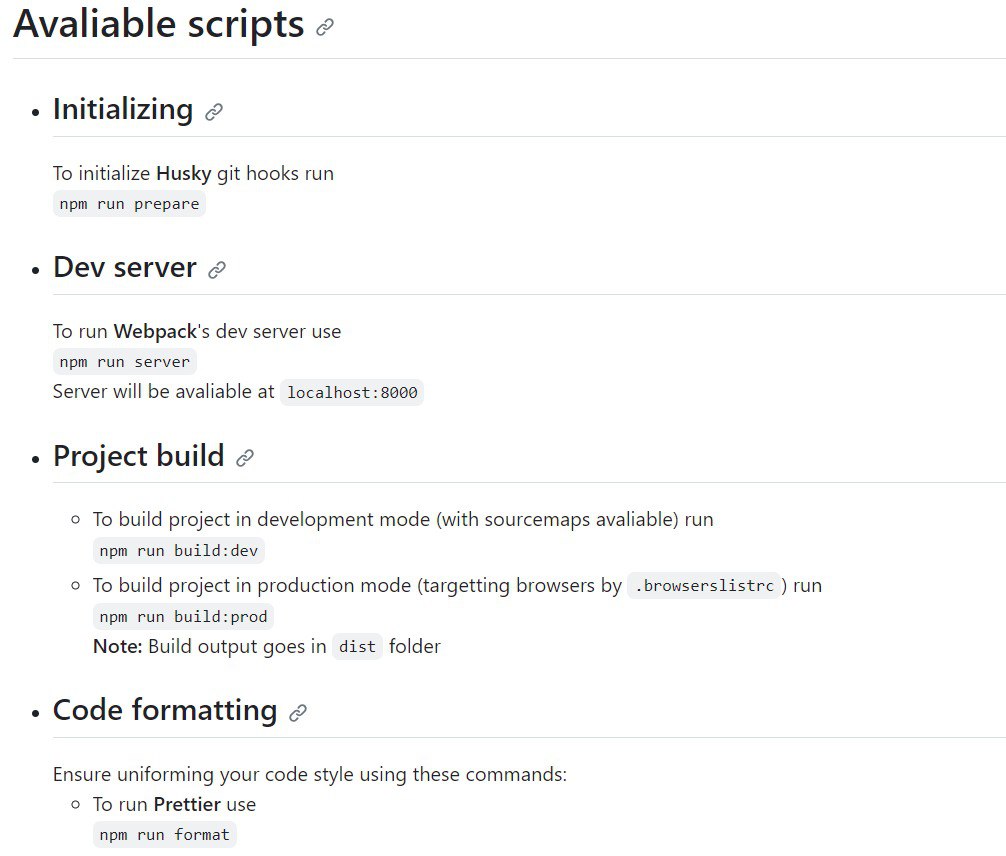 Avaliable scripts
Initializing
To initialize Husky git hooks run
npm run prepare
Dev server
To run Webpack's dev server use
npm run server
Server will be avaliable at localhost:8000
Project build
To build project in development mode (with sourcemaps avaliable) run
npm run build:dev
To build project in production mode (targetting browsers by .browserslistrc ) run
npm run build:prod
Note: Build output goes in dist folder
Code formatting
Ensure uniforming your code style using these commands:
To run Prettier use
npm run format